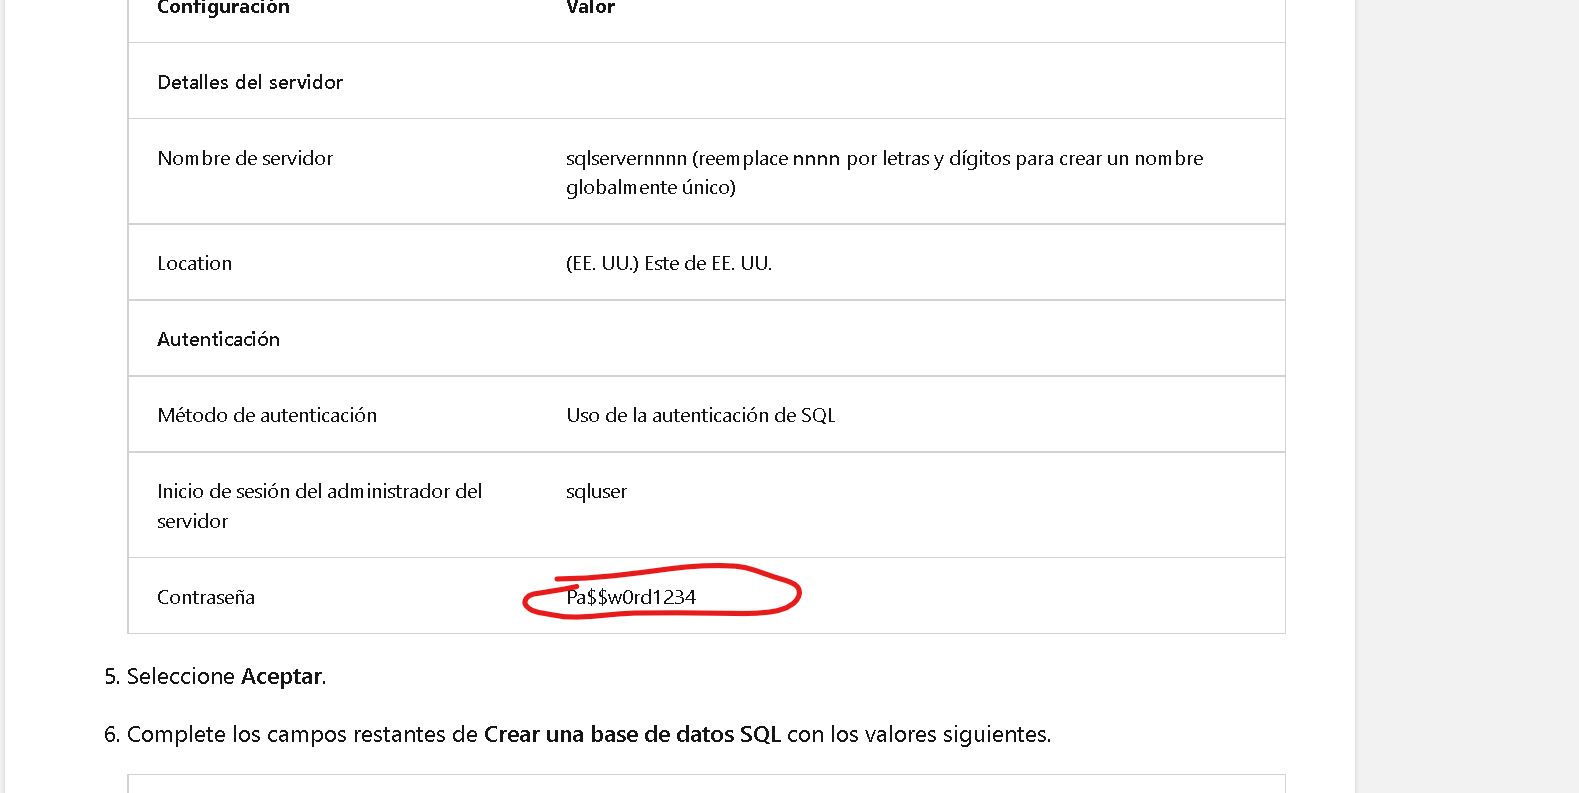 Configuración Valor
Detalles del servidor
Nombre de servidor sqlservernnnn (reemplace nnnn por letras y dígitos para crear un nombre
globalmente único)
Location (EE. UU.) Este de EE. UU.
Autenticación
Método de autenticación Uso de la autenticación de SQL
Inicio de sesión del administrador del sqluser
servidor
Contraseña Pa$$w0rd1234
5. Seleccione Aceptar.
6. Complete los campos restantes de Crear una base de datos SQL con los valores siguientes.